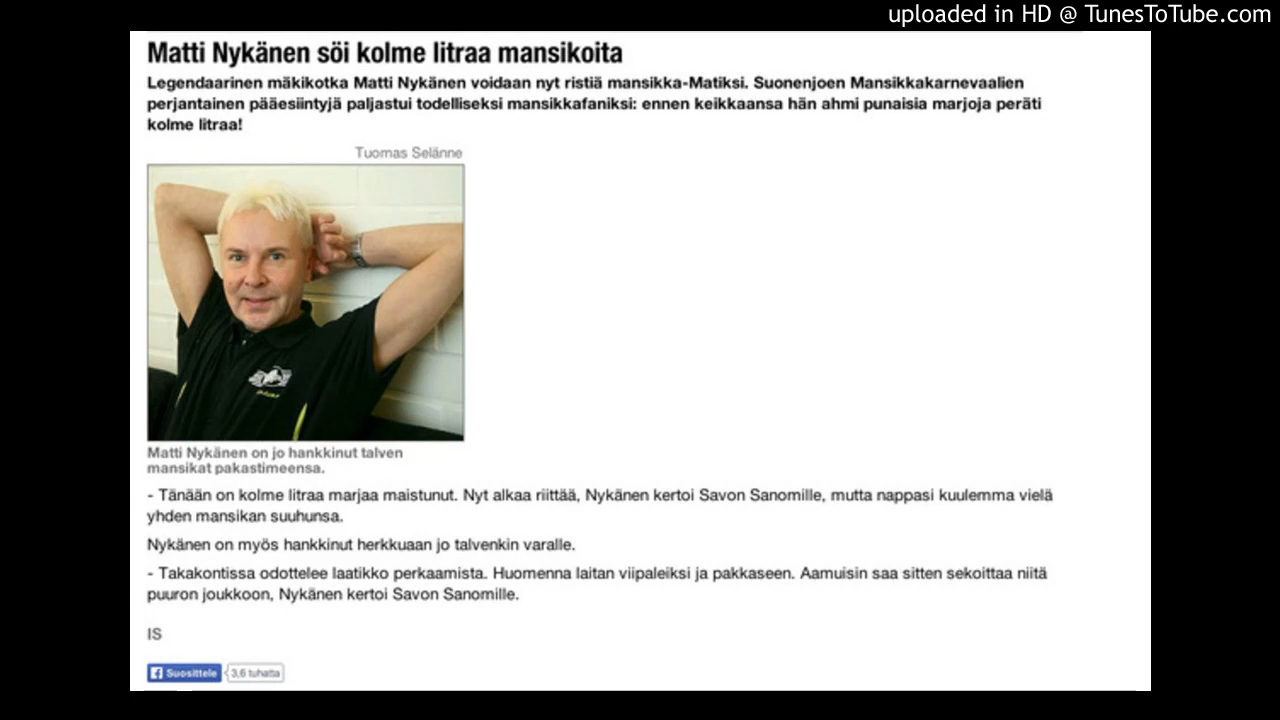 uploaded in HD @ TunesToTube.com
Matti Nykänen söi kolme litraa mansikoita
Legendaarinen mäkikotka Matti Nykänen voidaan nyt ristiä mansikka-Matiksi. Suonenjoen Mansikkakarnevaalien
perjantainen pääesiintyjä paljastui todelliseksi mansikkafaniksi: ennen keikkaansa hän ahmi punaisia marjoja peräti
kolme litraa!
Tuomas Selänne
Matti Nykänen on jo hankkinut talven
mansikat pakastimeensa.
- Tänään on kolme litraa marjaa maistunut. Nyt alkaa riittää, Nykänen kertoi Savon Sanomille, mutta nappasi kuulemma vielä
yhden mansikan suuhunsa.
Nykänen on myös hankkinut herkkuaan jo talvenkin varalle.
- Takakontissa odottelee laatikko perkaamista. Huomenna laitan viipaleiksi ja pakkaseen. Aamuisin saa sitten sekoittaa niitä
puuron joukkoon, Nykänen kertoi Savon Sanomille.
IS
Suosittele 3,6 tuhatta